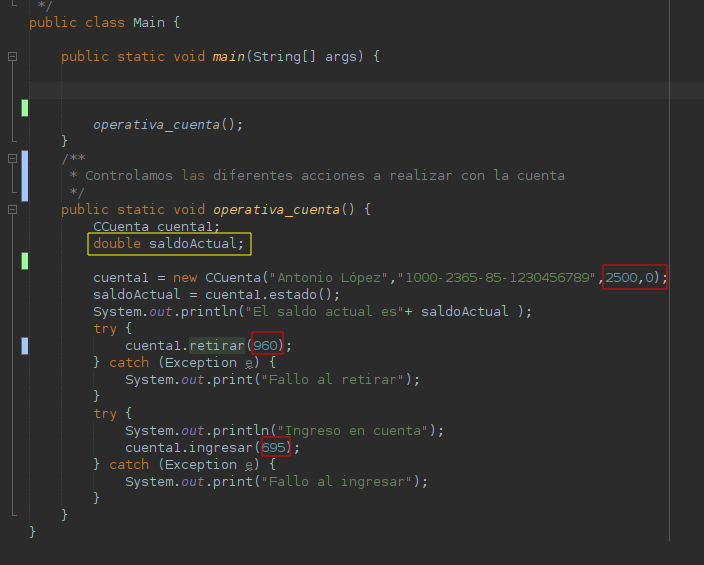 */
public class Main {
public static void main(String[] args) {
operativa_cuenta();
}
/**
* Controlamos las diferentes acciones a realizar con la cuenta
*/
public static void operativa_cuenta() {
CCuenta cuenta1;
double saldoActual;
cuenta1 = new CCuenta("Antonio López","1000-2365-85-1230456789",2500,0);
saldoActual = cuenta1.estado();
System.out.println("El saldo actual es"+ saldoActual );
try {
cuenta1.retirar(960);
} catch (Exception e) {
System.out.print("Fallo al retirar");
}
try {
System.out.println("Ingreso en cuenta");
cuenta1.ingresar(695);
} catch (Exception e) {
System.out.print("Fallo al ingresar");
}
}
}